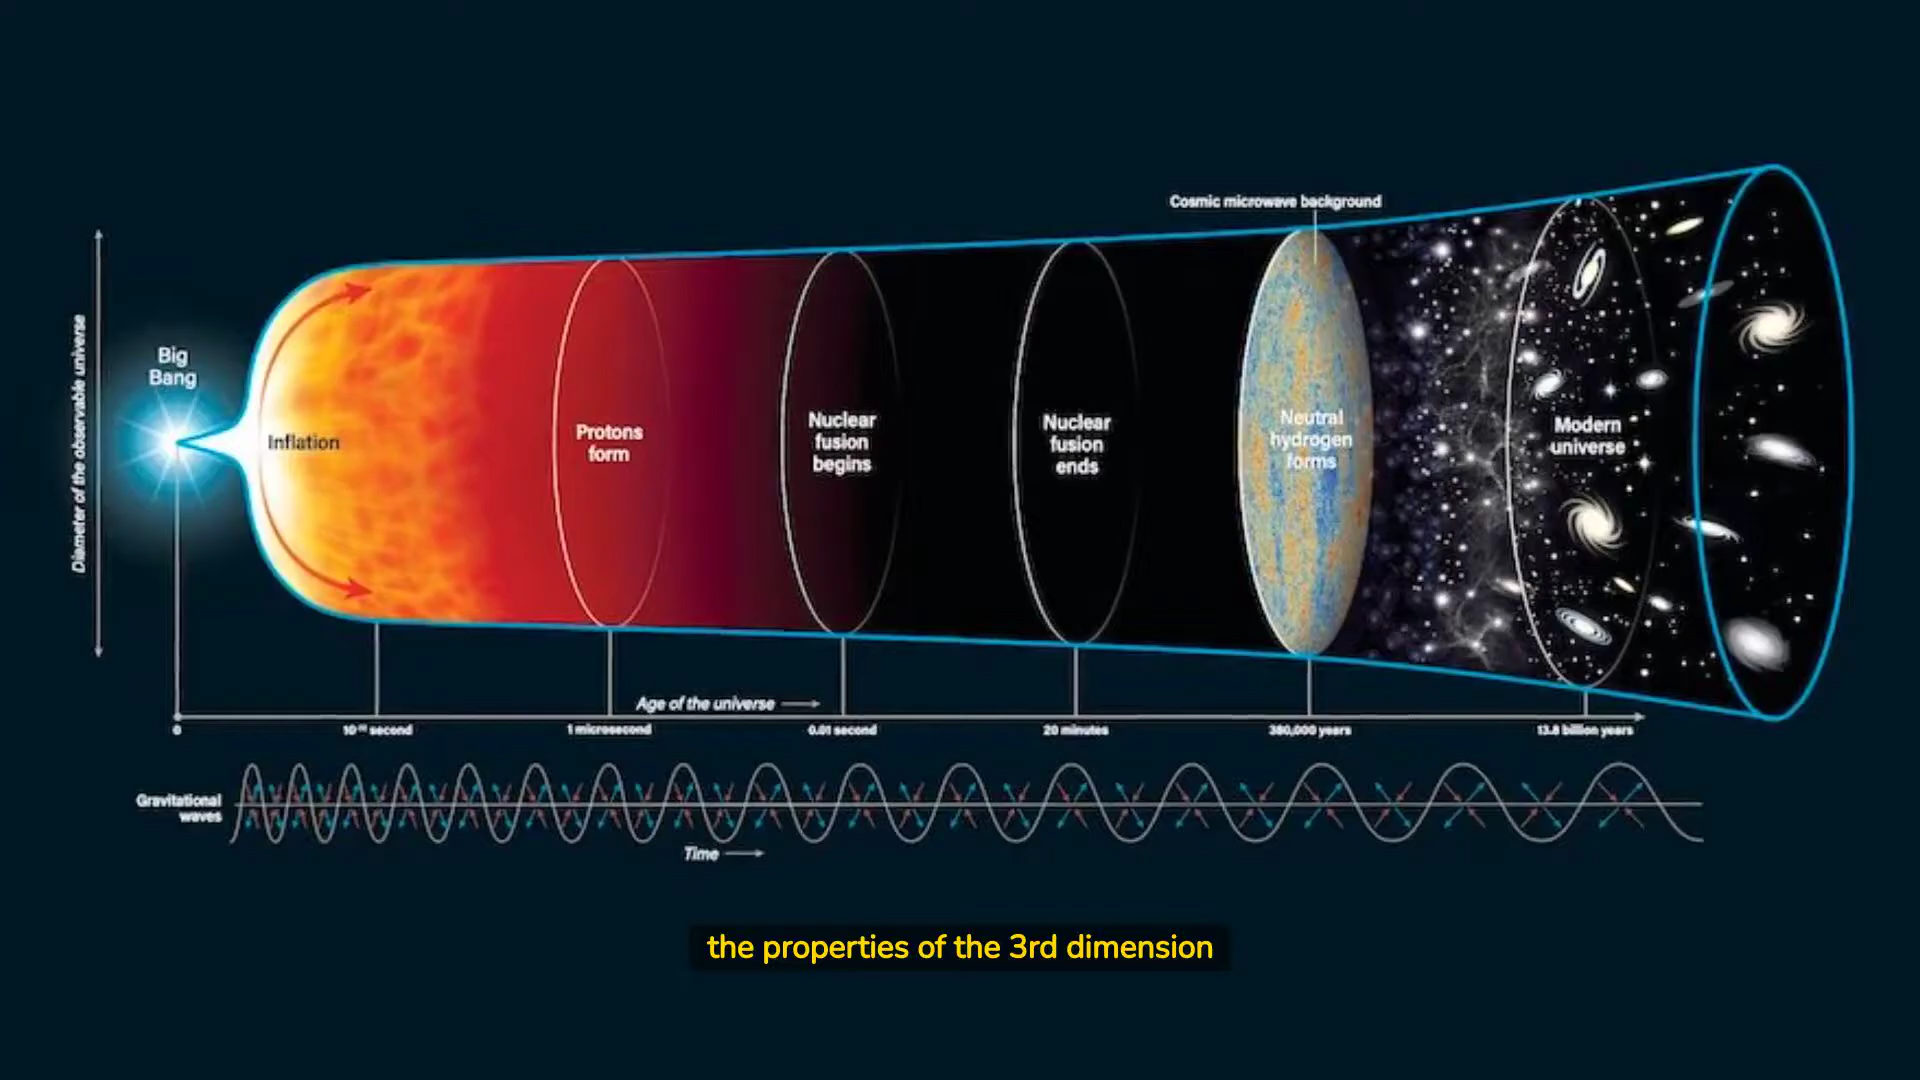 Cosmic microwave background
Diameter of the observable universe
Big
Bang
Inflation
Protons
form
Nuclear
fusion
begins
Nuclear
fusion
ends
Neutral
hydrogen
forms
Modern
universe
Age of the universe
0
second
1 microsecond
0.01 second
20 minutes
380,000 years
13.8 billion years
Gravitational
waves
Time
the properties of the 3rd dimension